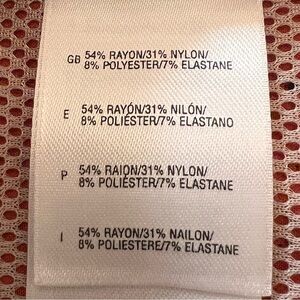 GB 54% RAYON/31% NYLON/
8% POLYESTER/7% ELASTANE
E 54% RAYÓN/31% NILÓN/
8% POLIÉSTER/7% ELASTANO
P 54% RAION/31% NYLON/
8% POLIÉSTER/7% ELASTANE
I 54% RAYON/31% NAILON/
8% POLIESTERE/7% ELASTANE